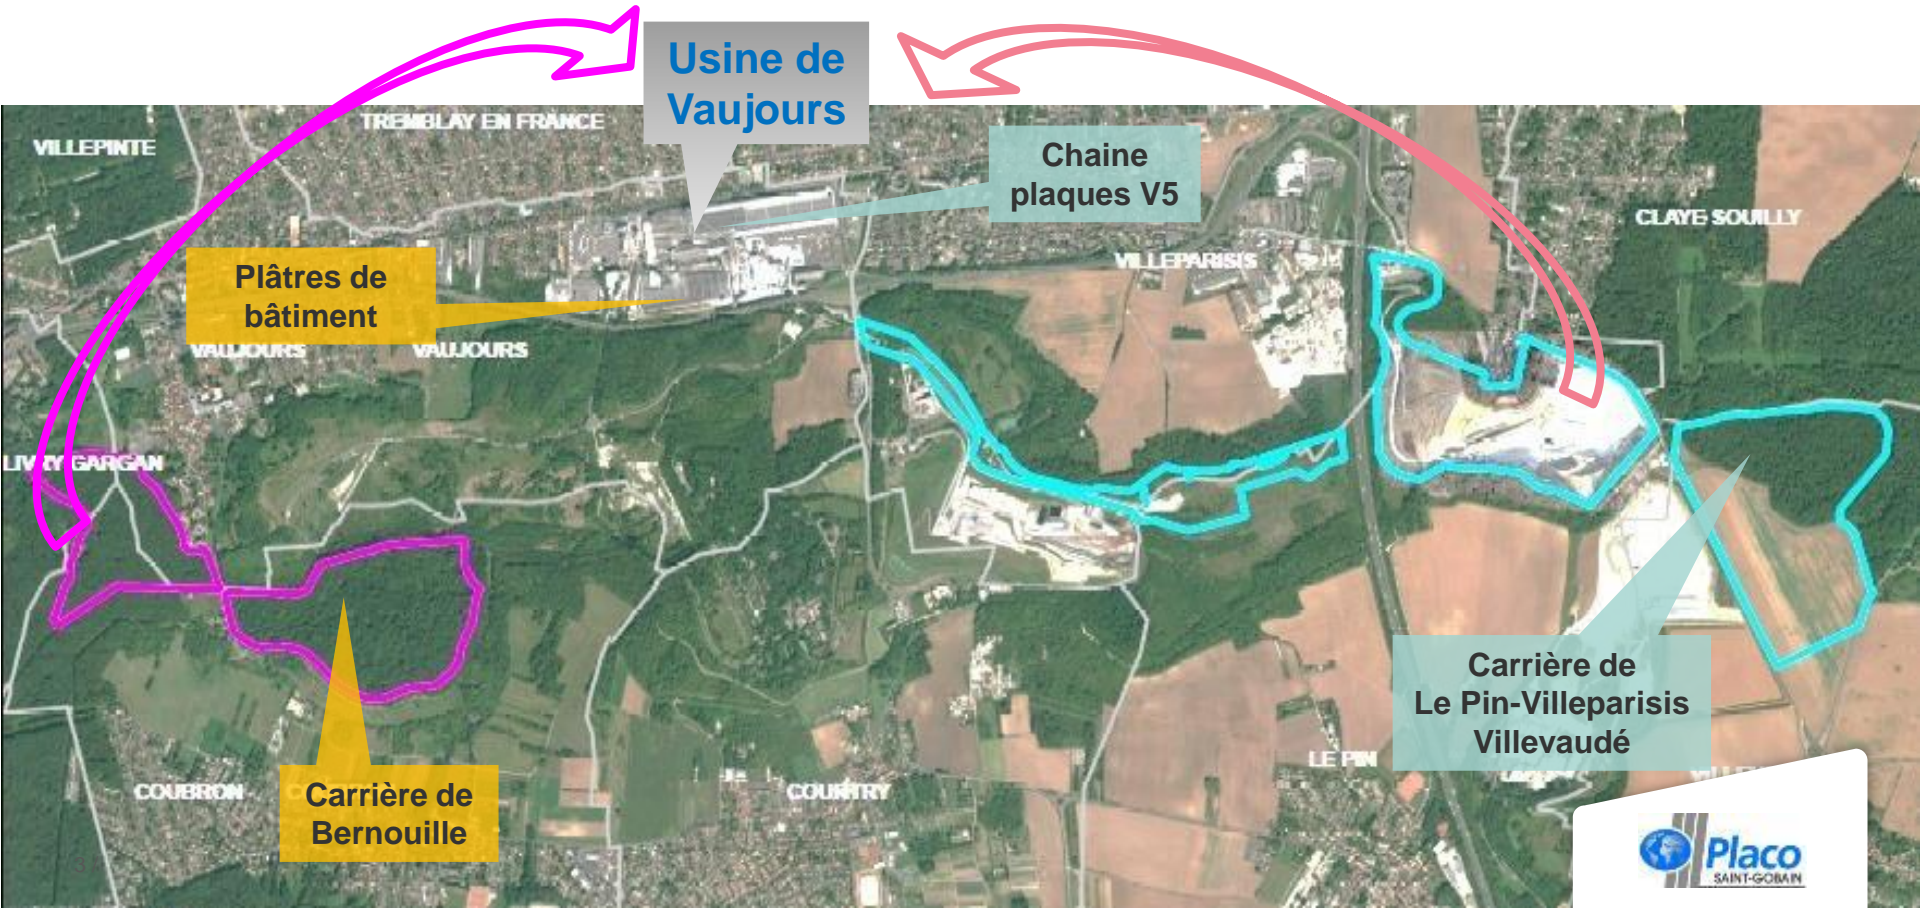 Usine de
Vaujours
TREMBLAY EN FRANCE
VILLEPINTE
Chaine
plaques V5
CLAYE SOUILLY
VILLEPARISIS
Plâtres de
bâtiment
VAUJOURS
VAUJOURS
LIVRY GARGAN
Carrière de
Le Pin-Villeparisis
Villevaudé
LE PIN
COUBRON
COURTRY
Carrière de
Bernouille
Placo
SAINT-GOBAIN